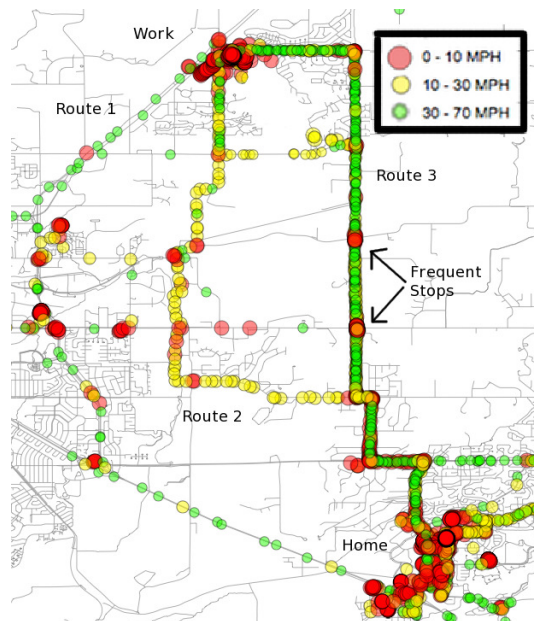 Work
0 - 10 MPH
10 - 30 MPH
30 - 70 MPH
Route 1
Route 3
Frequent
Stops
Route 2
Home